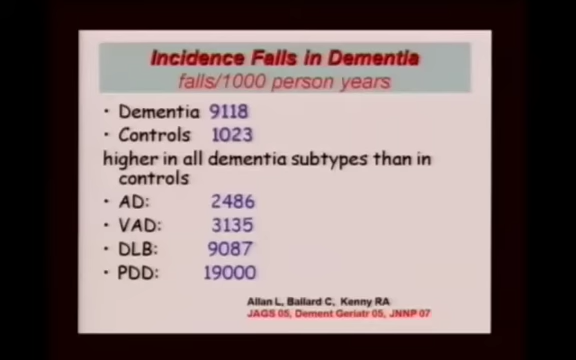 Incidence Falls in Dementia
falls/1000 person years
• Dementia 9118
• Controls 1023
higher in all dementia subtypes than in
controls
• AD: 2486
• VAD: 3135
• DLB: 9087
• PDD: 19000
Allan L, Ballard C, Kenny RA
JAGS 05, Dement Geriatr 05, JNNP 07